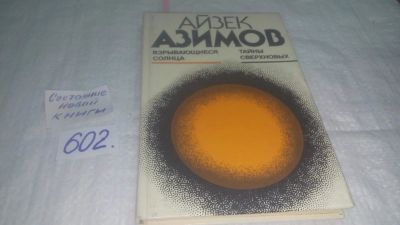 АЙЗЕК
АЗИМОВ
ВЗРЫВАЮЩИЕСЯ
СОЛНЦА
ТАЙНЫ
СВЕРХНОВЫХ
Состояние
новой
книги
602.